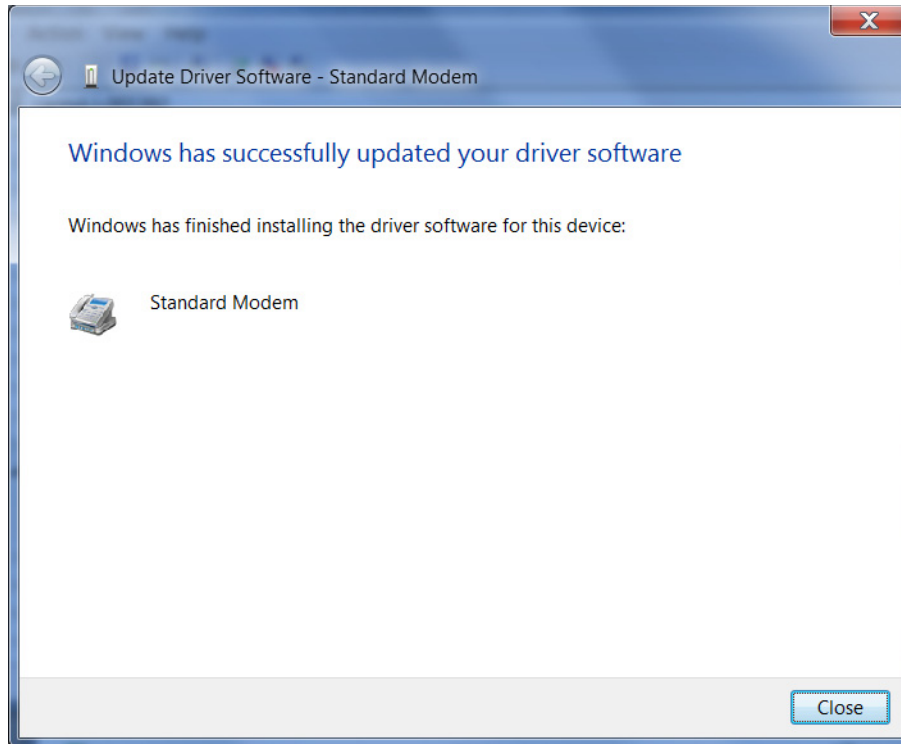 Update Driver Software - Standard Modem
Windows has successfully updated your driver software
Windows has finished installing the driver software for this device:
Standard Modem
Close